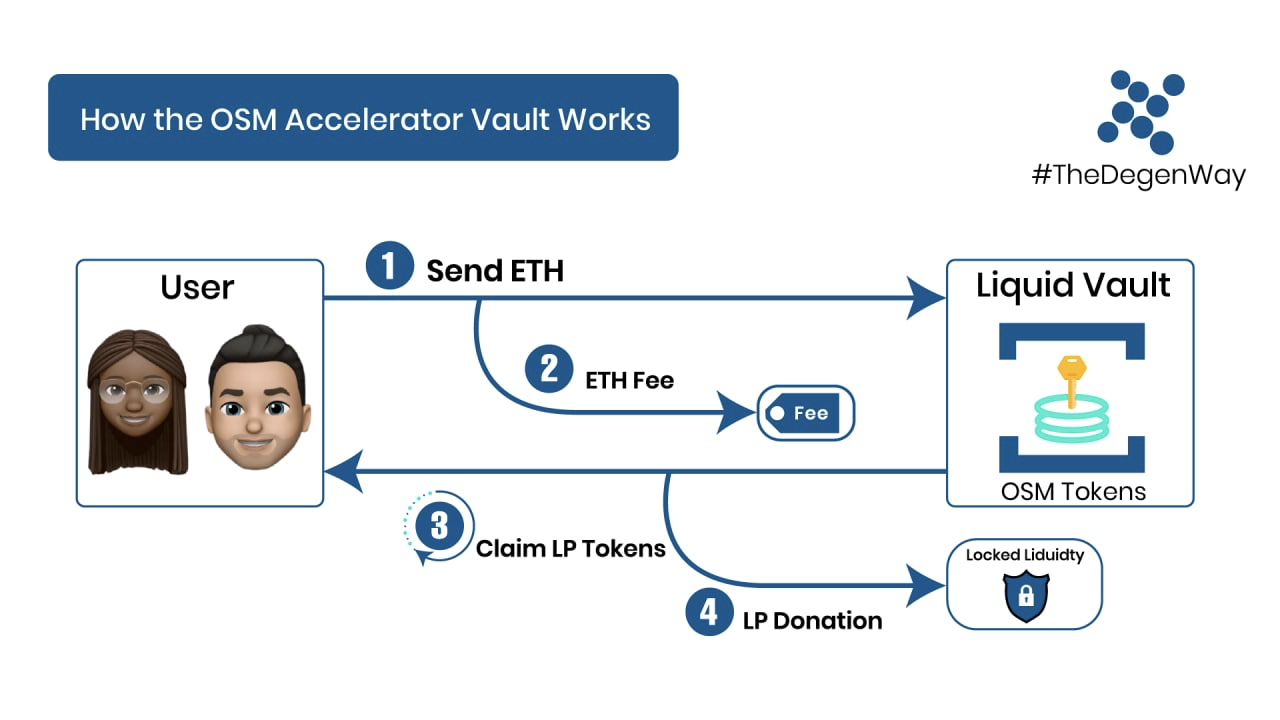 How the OSM Accelerator Vault Works
#TheDegenWay
User
1 Send ETH
Liquid Vault
2 ETH Fee
Fee
OSM Tokens
3 Claim LP Tokens
Locked Liduidty
4 LP Donation